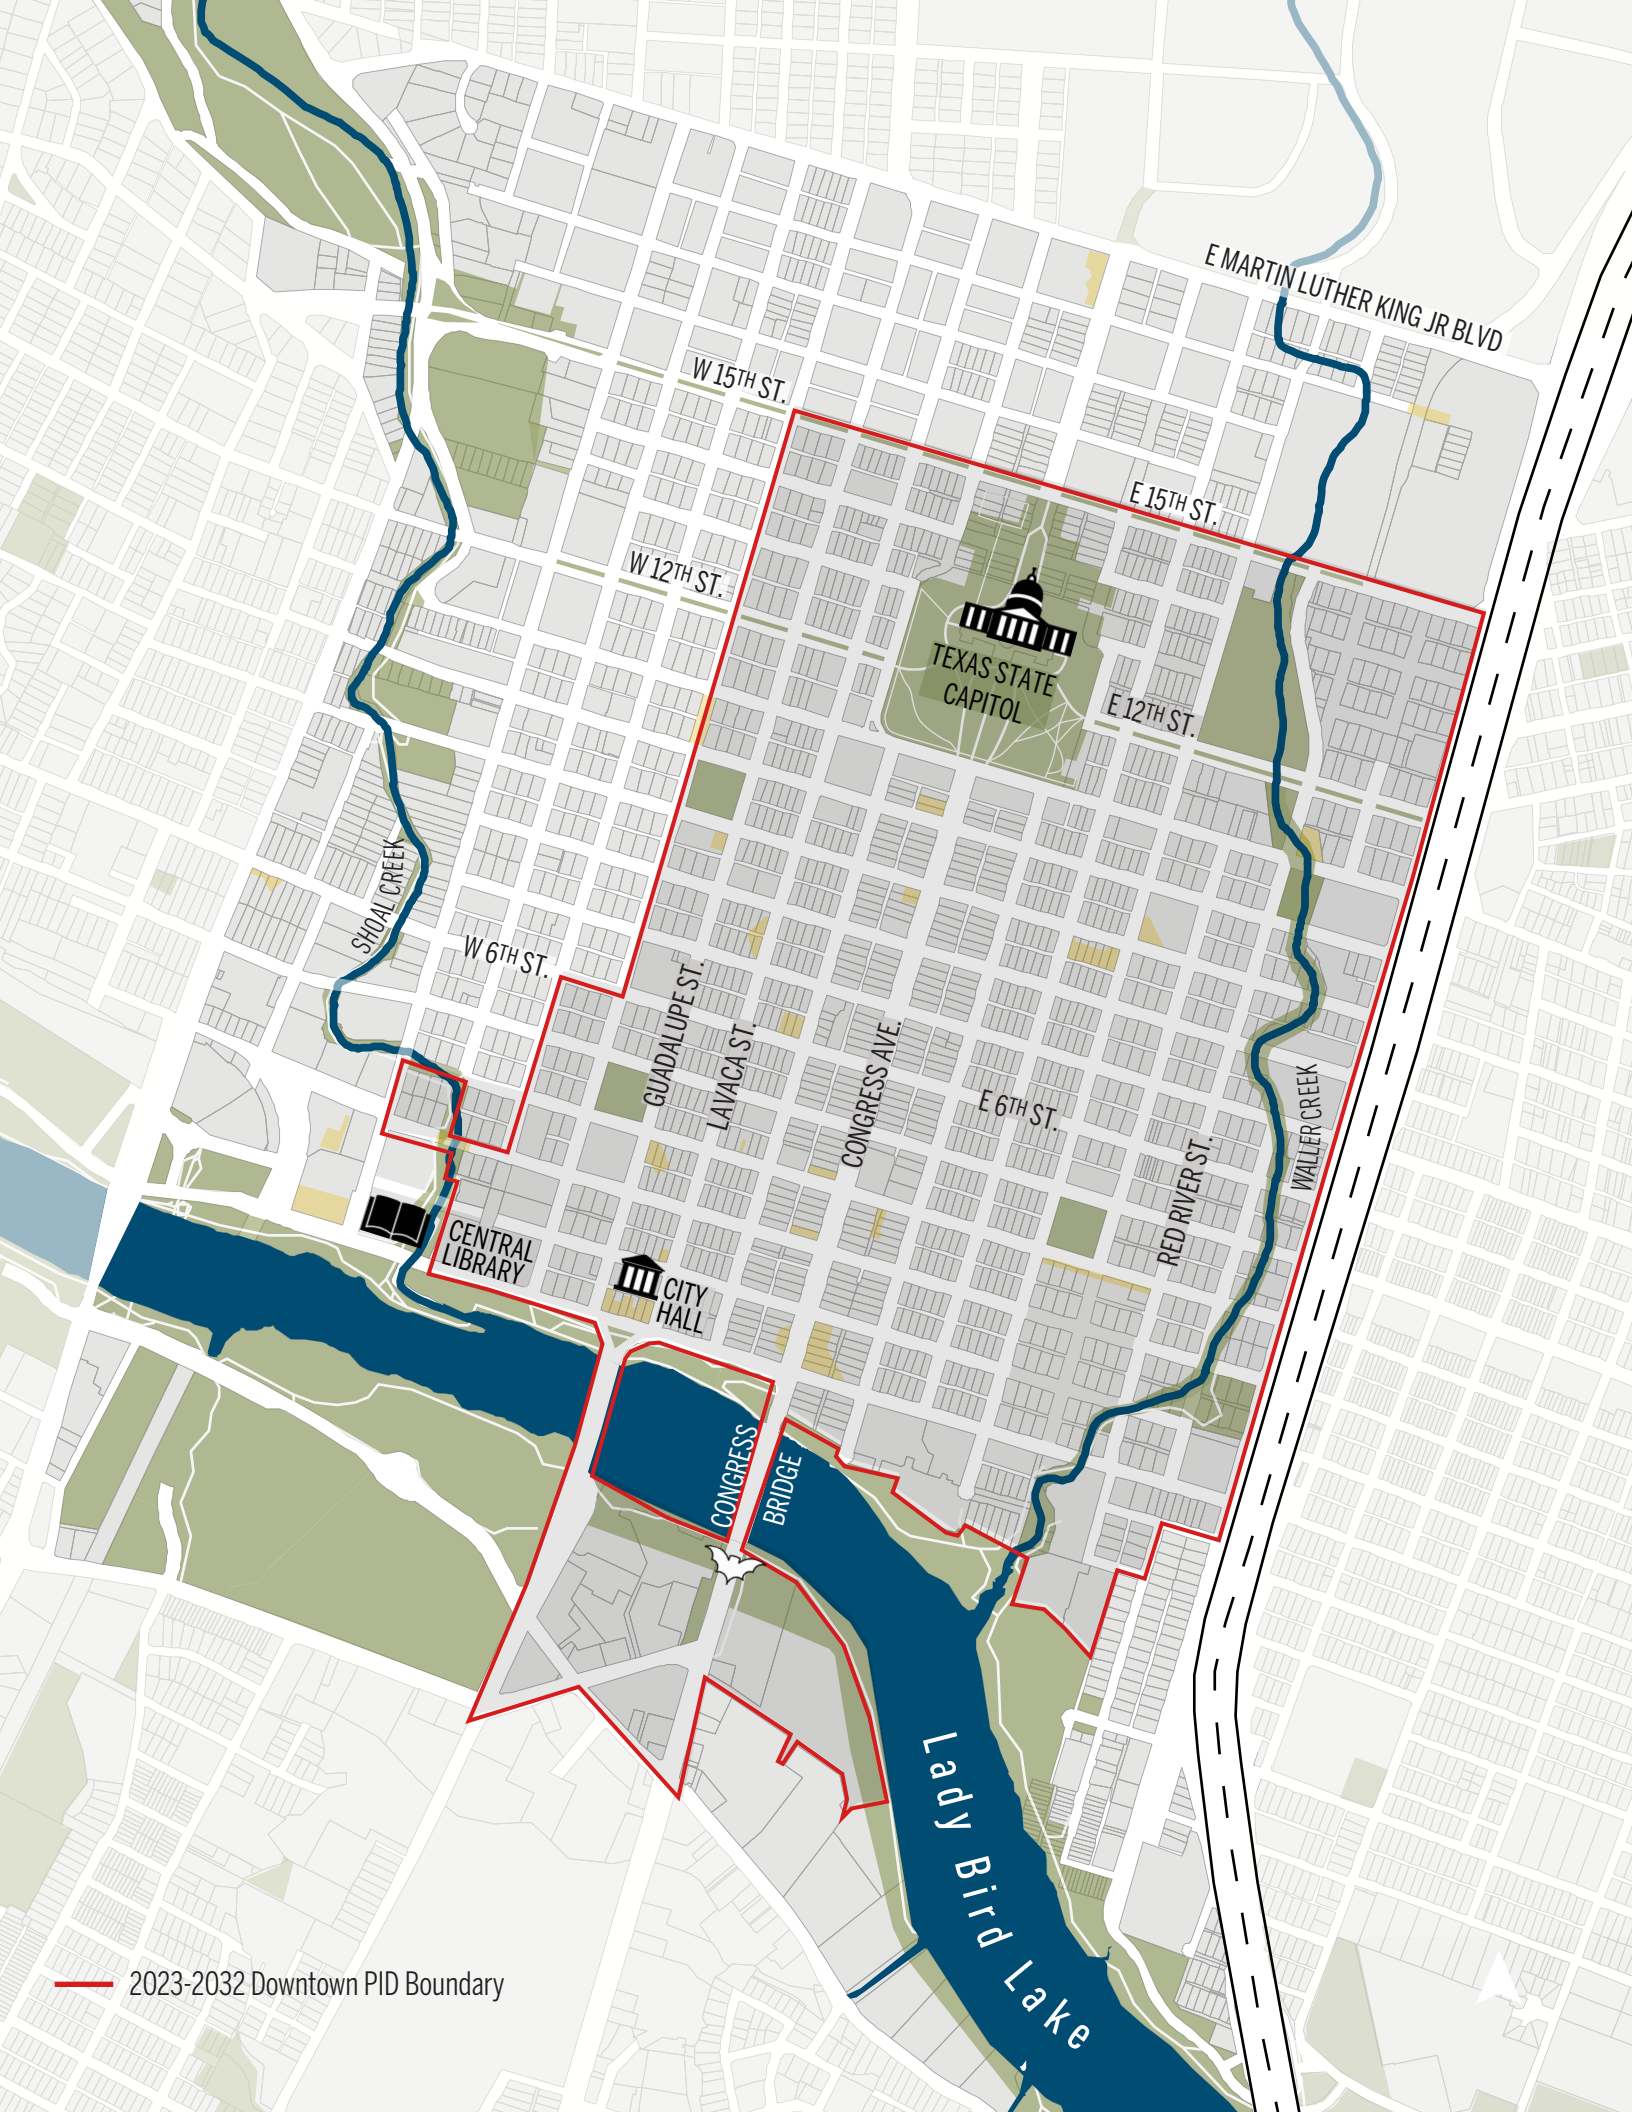 E MARTIN LUTHER KING JR BLVD
W 15TH ST.
E 15TH ST.
W 12TH ST.
TEXAS STATE
CAPITOL
E 12TH ST.
SHOAL CREEK
W 6TH ST.
GUADALUPE ST.
LAVACA ST.
CONGRESS AVE.
E 6TH ST.
RED RIVER ST.
WALLER CREEK
CENTRAL
LIBRARY
CITY
HALL
CONGRESS
BRIDGE
Lady Bird Lake
2023-2032 Downtown PID Boundary